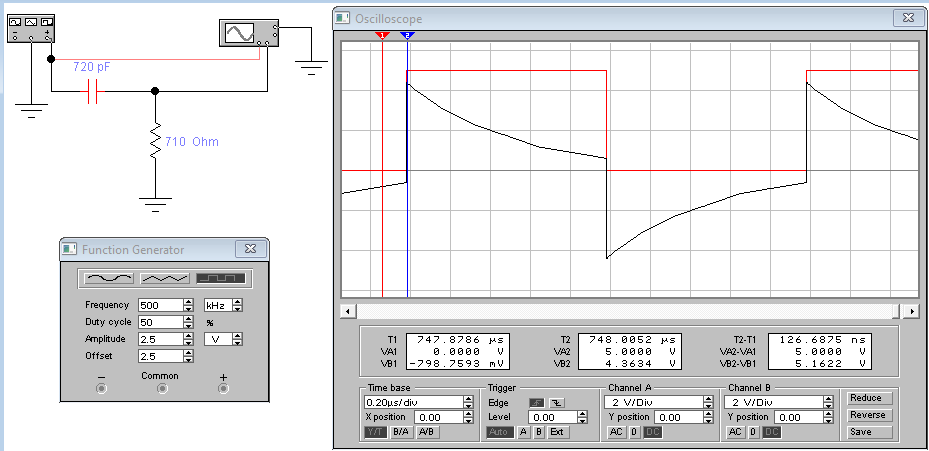 Oscilloscope
1
2
720 pF
710 Ohm
Function Generator
Frequency 500 kHz
Duty cycle 50 %
Amplitude 2.5 V
Offset 2.5
− Common +
T1 747.8786 µs
VA1 0.0000 V
VB1 -798.7593 mV
T2 748.0052 µs
VA2 5.0000 V
VB2 4.3634 V
T2-T1 126.6875 ns
VA2-VA1 5.0000 V
VB2-VB1 5.1622 V
Time base
0.20µs/div
X position 0.00
Y/T B/A A/B
Trigger
Edge
Level 0.00
Auto A B Ext
Channel A
2 V/Div
Y position 0.00
AC 0 DC
Channel B
2 V/Div
Y position 0.00
AC 0 DC
Reduce
Reverse
Save